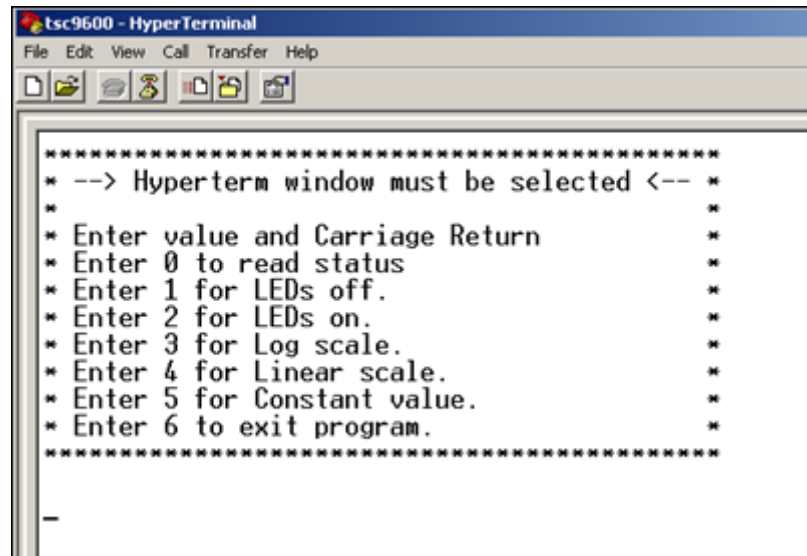 tsc9600 - HyperTerminal
File Edit View Call Transfer Help
*********************************************
* --> Hyperterm window must be selected <-- *
* *
* Enter value and Carriage Return *
* Enter 0 to read status *
* Enter 1 for LEDs off. *
* Enter 2 for LEDs on. *
* Enter 3 for Log scale. *
* Enter 4 for Linear scale. *
* Enter 5 for Constant value. *
* Enter 6 to exit program. *
*********************************************
_